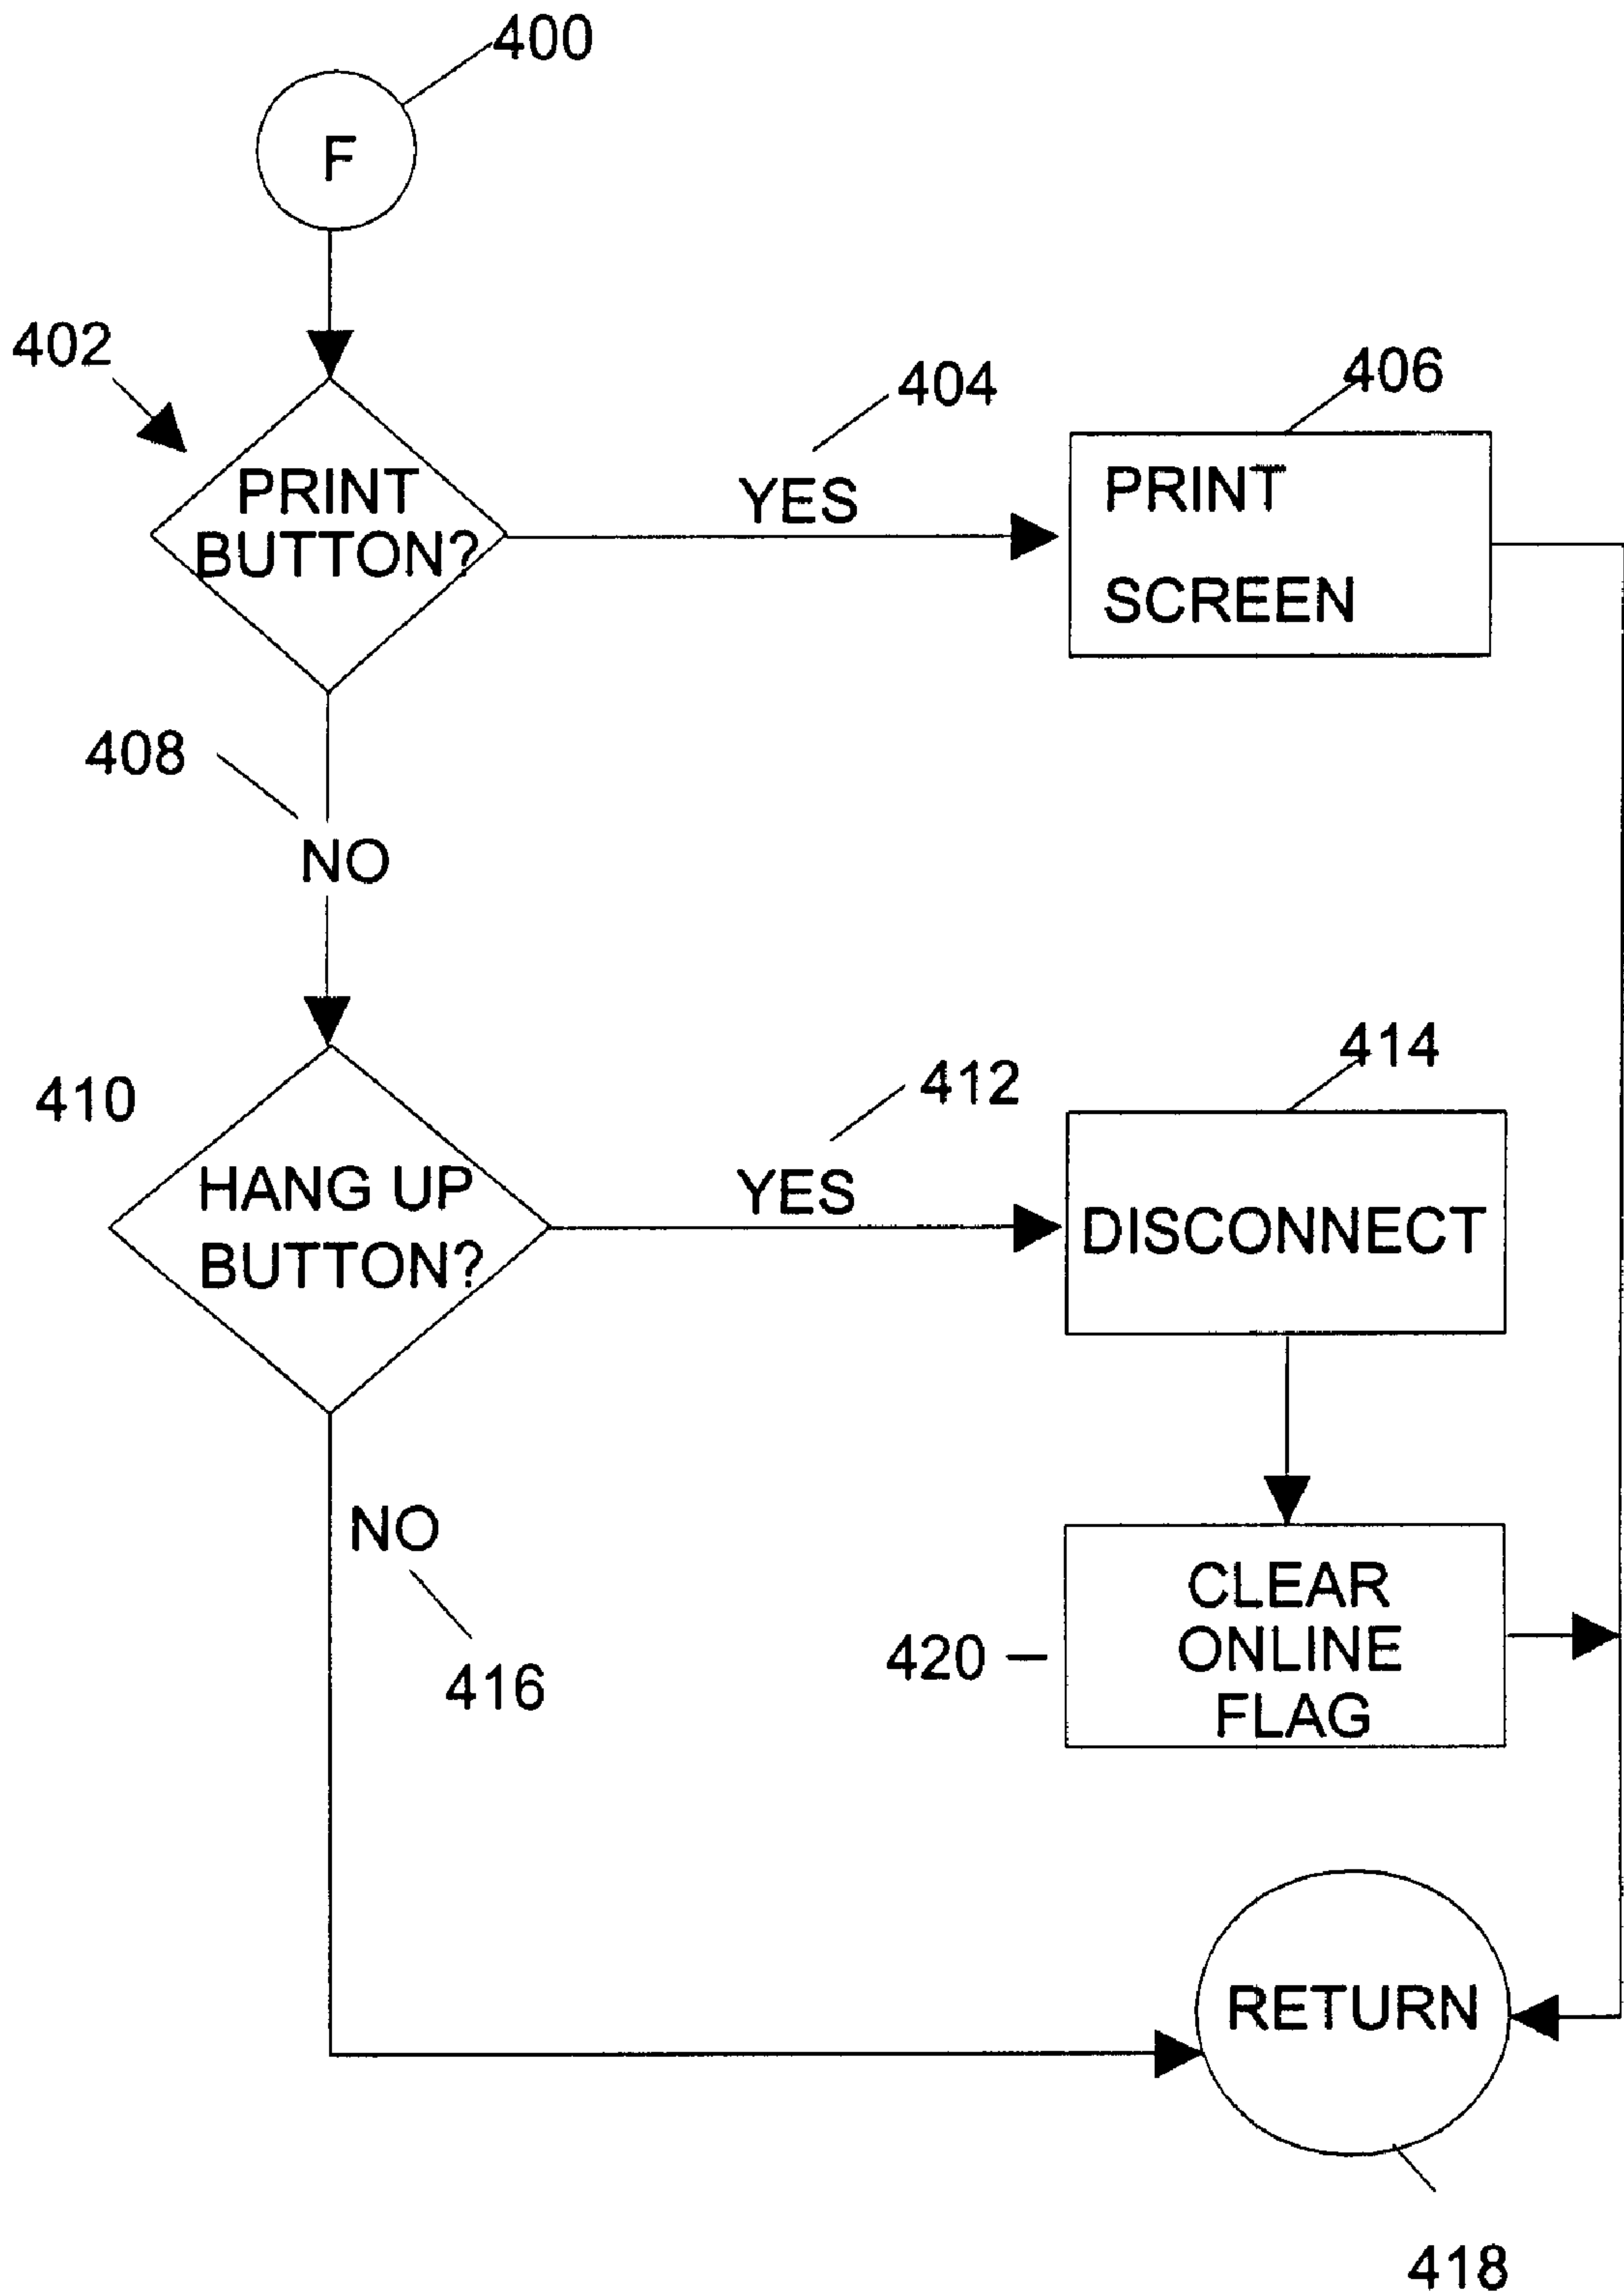 400
F
402
PRINT
BUTTON?
404
YES
406
PRINT
SCREEN
408
NO
410
HANG UP
BUTTON?
412
YES
414
DISCONNECT
NO
416
420
CLEAR
ONLINE
FLAG
RETURN
418